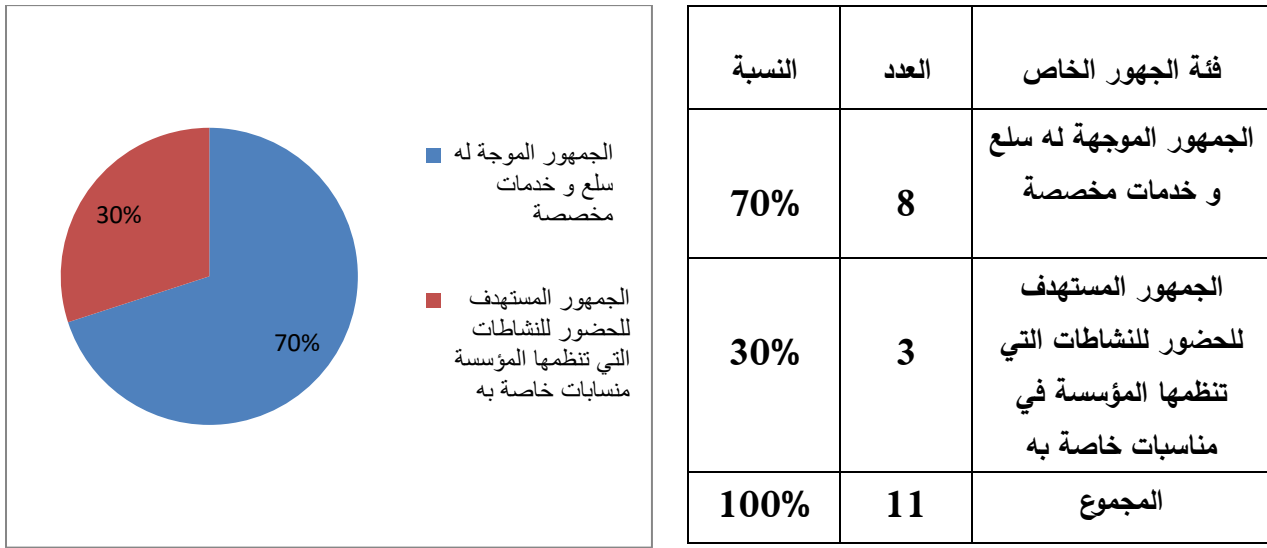 فئة الجهور الخاص
العدد
النسبة
الجمهور الموجهة له سلع
و خدمات مخصصة
8
70%
الجمهور المستهدف
للحضور للنشاطات التي
تنظمها المؤسسة في
مناسبات خاصة به
3
30%
المجموع
11
100%
30%
70%
الجمهور الموجة له
سلع و خدمات
مخصصة
الجمهور المستهدف
للحضور للنشاطات
التي تنظمها المؤسسة
منسابات خاصة به